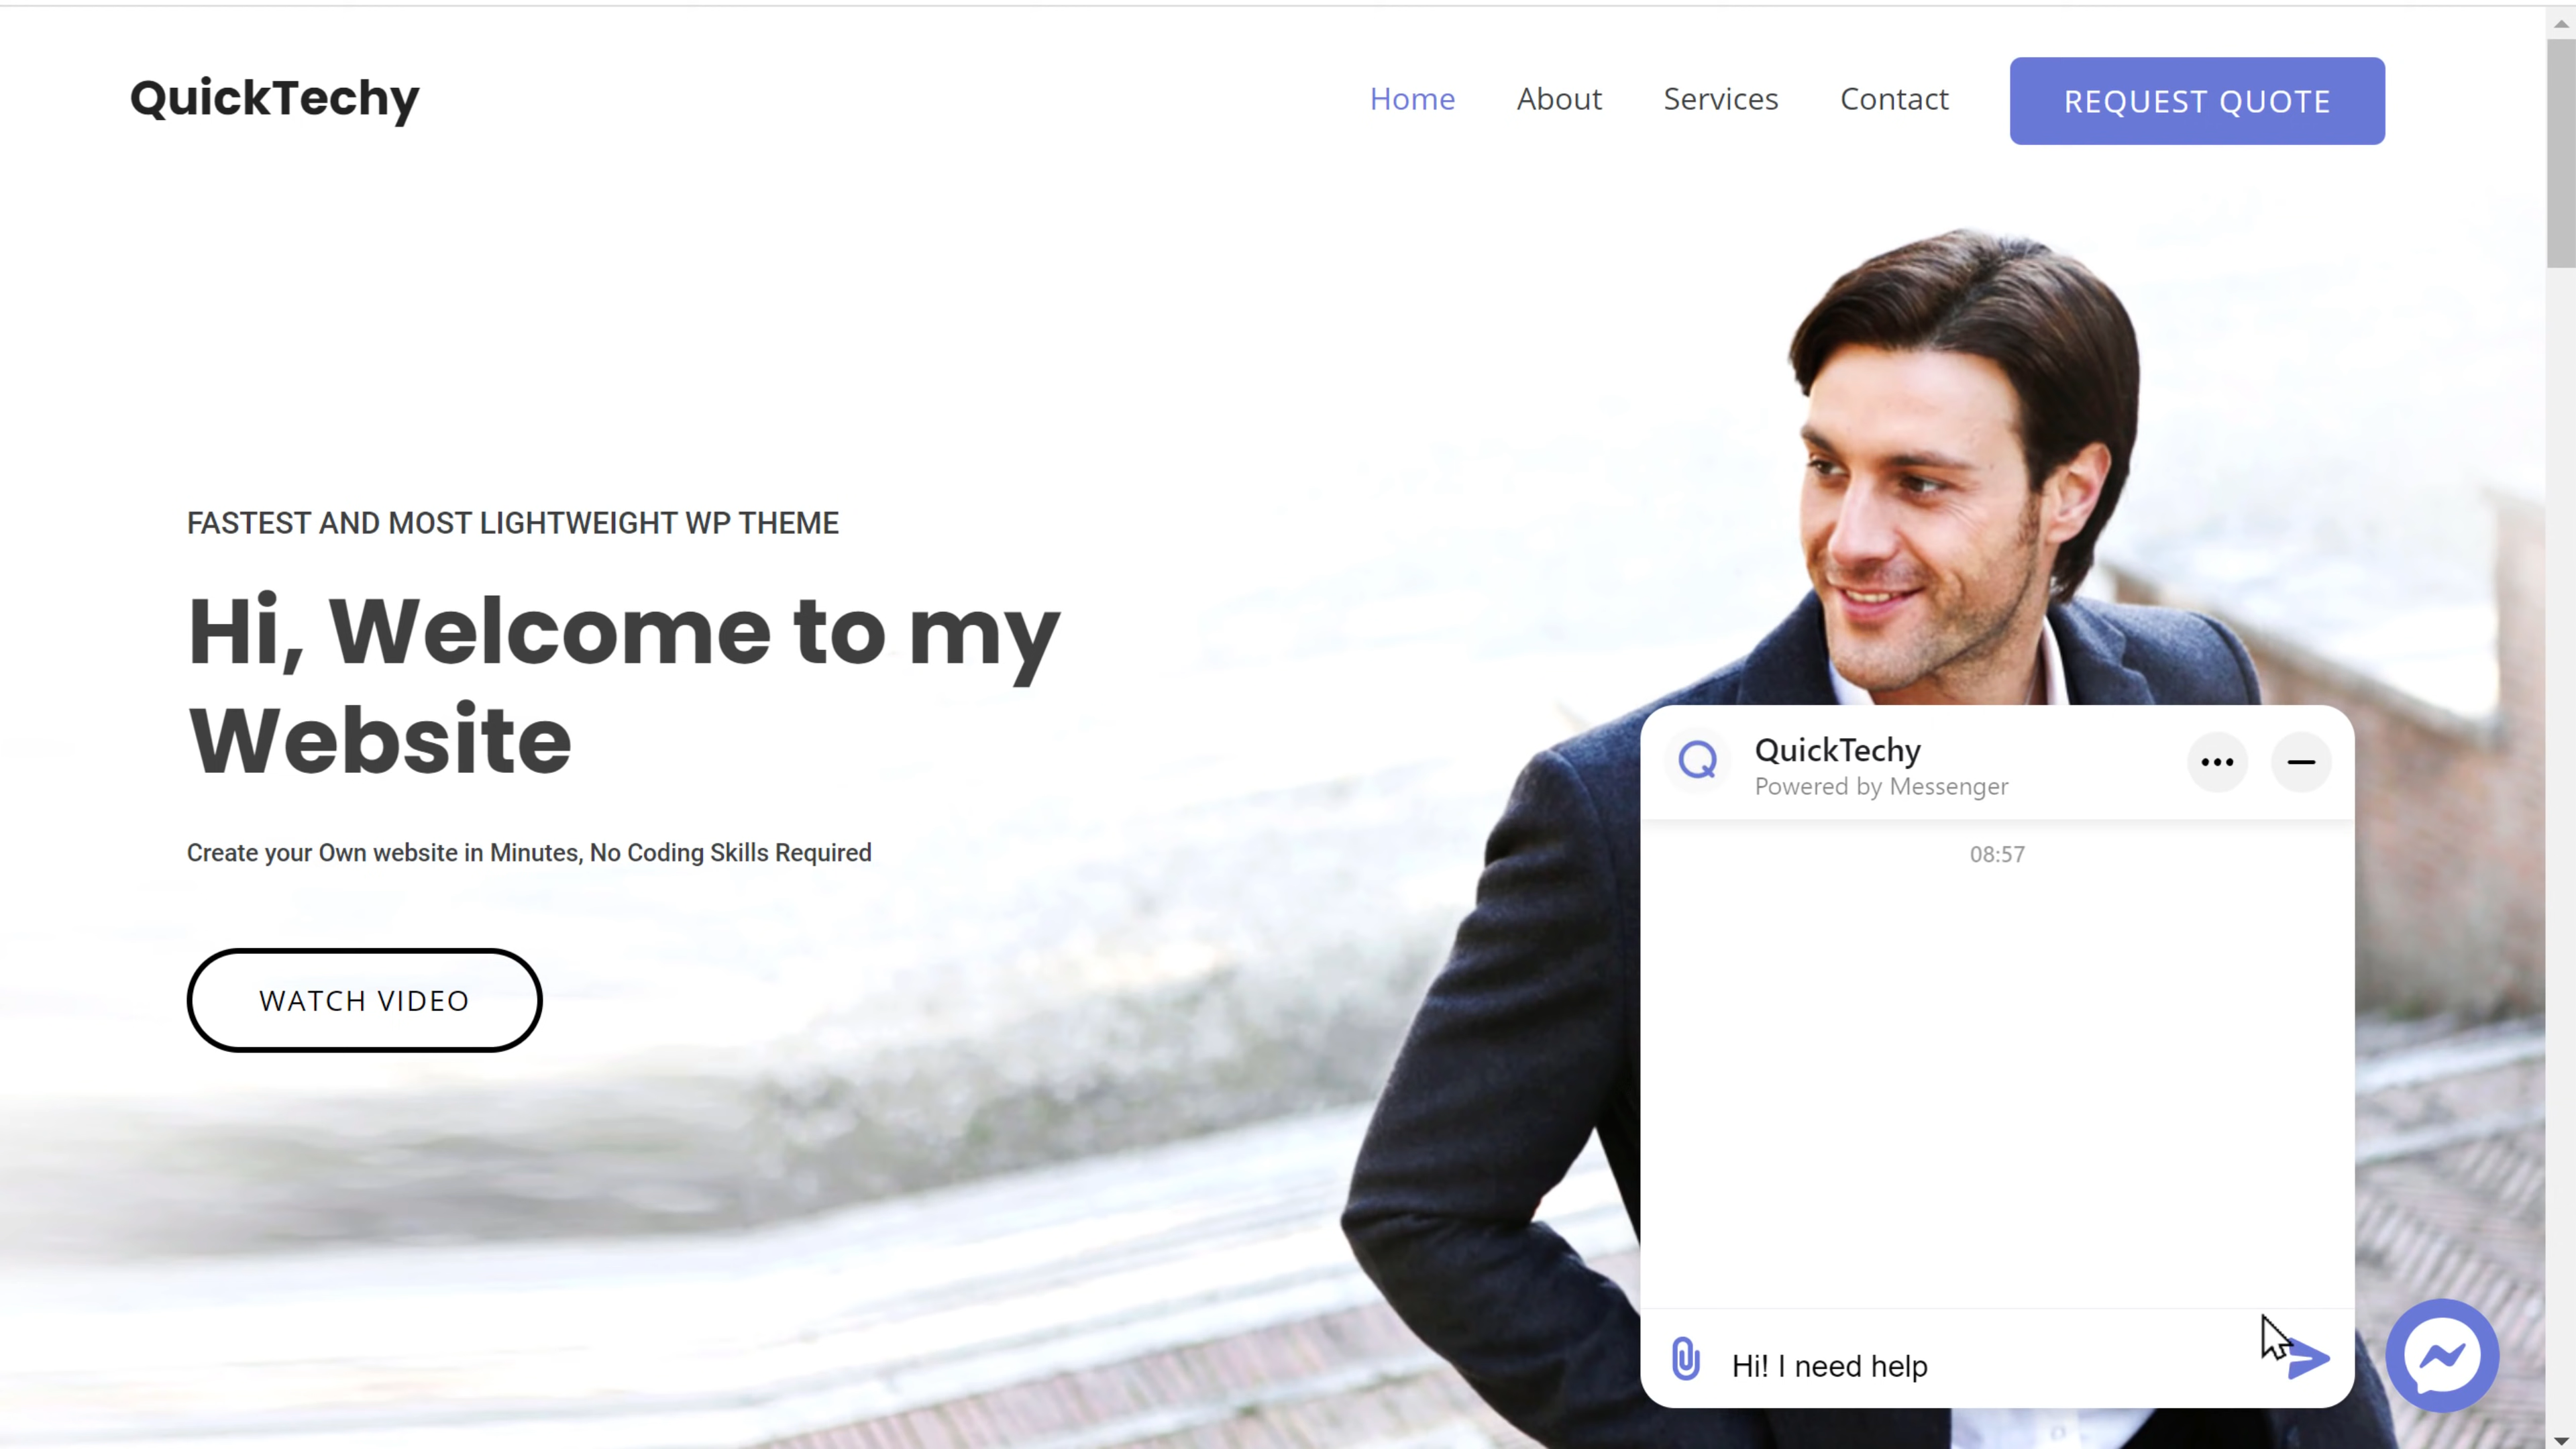 QuickTechy
Home About Services Contact REQUEST QUOTE
FASTEST AND MOST LIGHTWEIGHT WP THEME
Hi, Welcome to my
Website
Create your Own website in Minutes, No Coding Skills Required
WATCH VIDEO
QuickTechy
Powered by Messenger
08:57
Hi! I need help